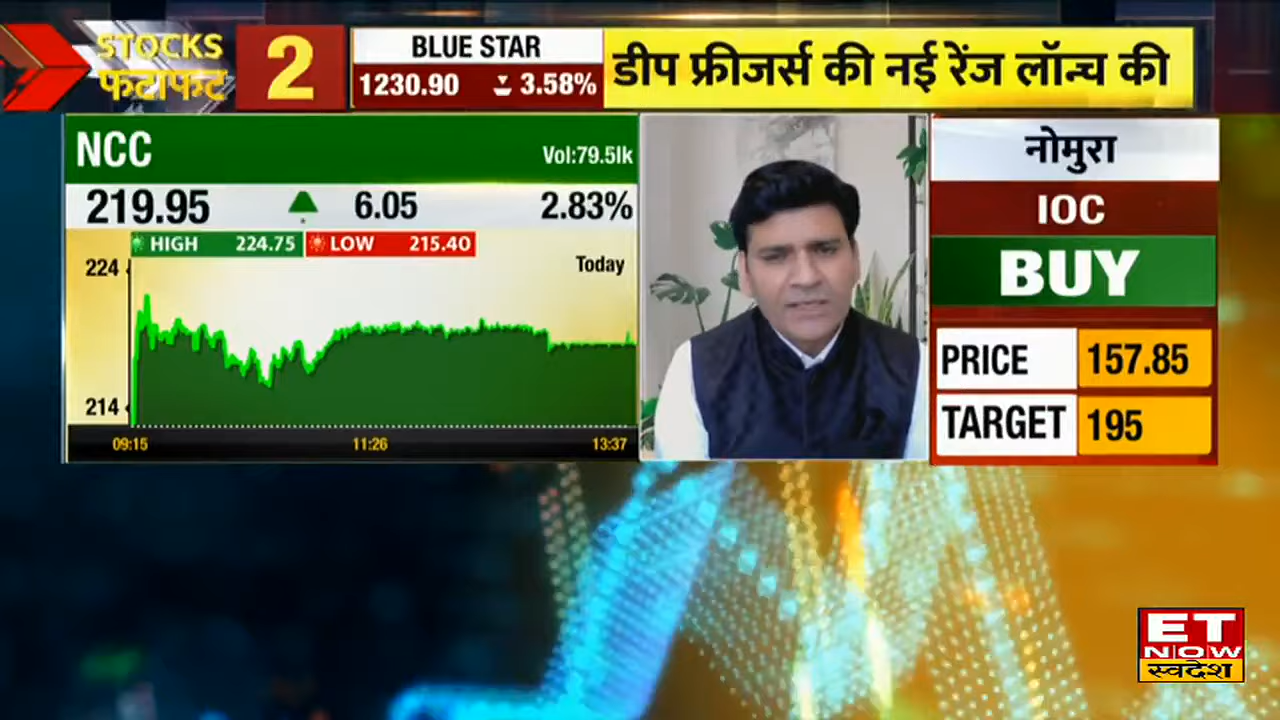 STOCKS
फटाफट
2
BLUE STAR
1230.90 3.58%
डीप फ्रीजर्स की नई रेंज लॉन्च की
NCC
Vol:79.5lk
219.95 6.05 2.83%
HIGH 224.75 LOW 215.40
Today
224
214
09:15 11:26 13:37
नोमुरा
IOC
BUY
PRICE 157.85
TARGET 195
ET
NOW
स्वदेश